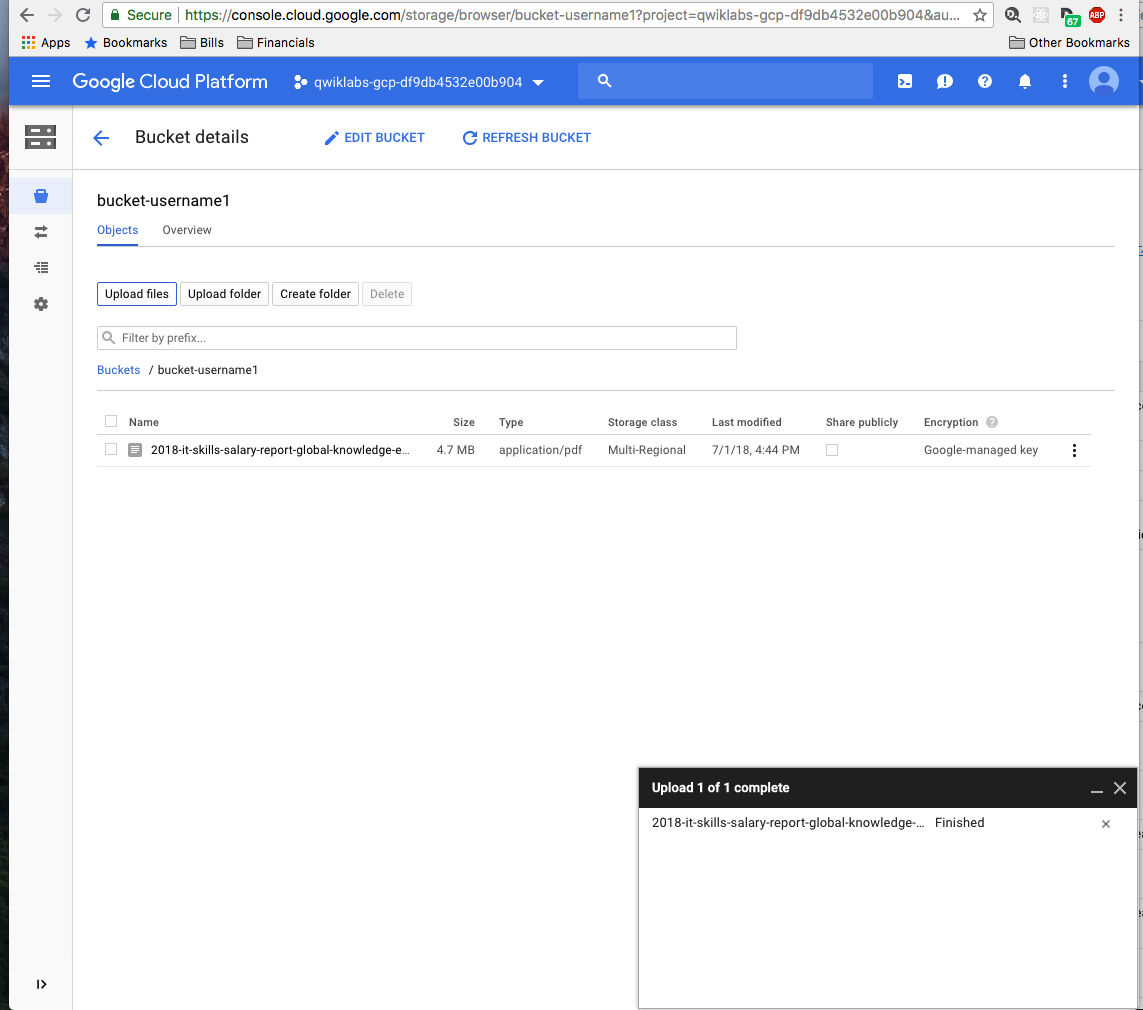 Secure https://console.cloud.google.com/storage/browser/bucket-username1?project=qwiklabs-gcp-df9db4532e00b904&au... 67 ABP
Apps Bookmarks Bills Financials Other Bookmarks
Google Cloud Platform qwiklabs-gcp-df9db4532e00b904
Bucket details EDIT BUCKET REFRESH BUCKET
bucket-username1
Objects Overview
Upload files Upload folder Create folder Delete
Filter by prefix...
Buckets / bucket-username1
Name Size Type Storage class Last modified Share publicly Encryption ?
2018-it-skills-salary-report-global-knowledge-e... 4.7 MB application/pdf Multi-Regional 7/1/18, 4:44 PM Google-managed key
Upload 1 of 1 complete
2018-it-skills-salary-report-global-knowledge-... Finished